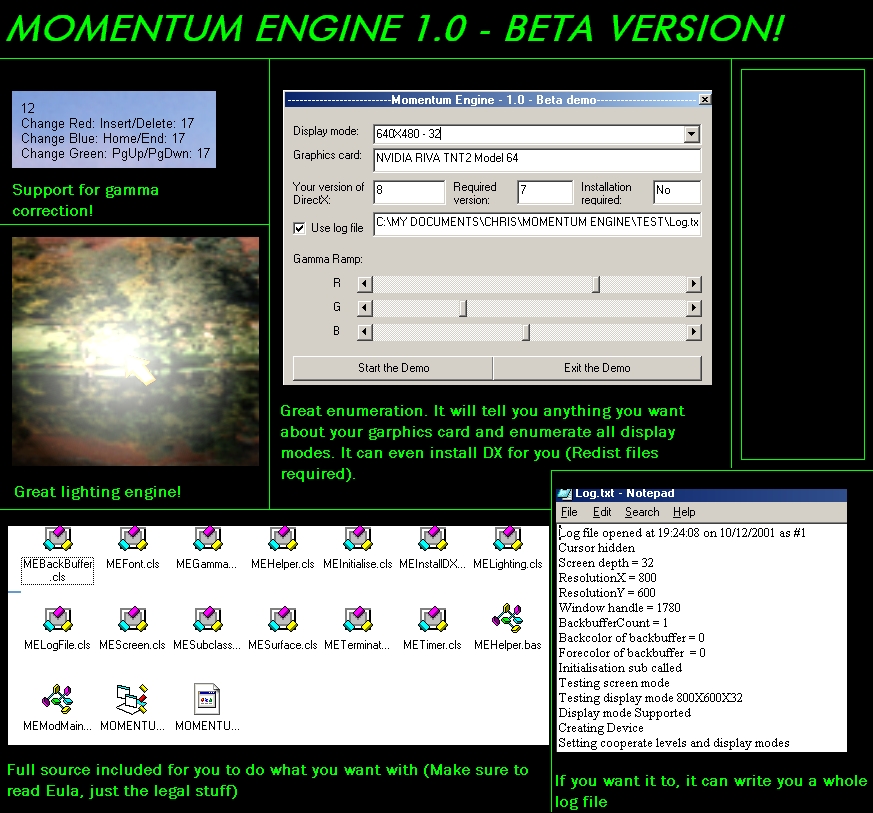 MOMENTUM ENGINE 1.0 - BETA VERSION!
12
Change Red: Insert/Delete: 17
Change Blue: Home/End: 17
Change Green: PgUp/PgDwn: 17
Support for gamma
correction!
Great lighting engine!
Momentum Engine - 1.0 - Beta demo
Display mode:
640X480 - 32
Graphics card:
NVIDIA RIVA TNT2 Model 64
Your version of
DirectX:
8
Required
version:
7
Installation
required:
No
Use log file
C:\MY DOCUMENTS\CHRIS\MOMENTUM ENGINE\TEST\Log.tx
Gamma Ramp:
R
G
B
Start the Demo
Exit the Demo
Great enumeration. It will tell you anything you want
about your garphics card and enumerate all display
modes. It can even install DX for you (Redist files
required).
MEBackBuffer
.cls
MEFont.cls
MEGamma...
MEHelper.cls
MEInitialise.cls
MEInstallDX...
MELighting.cls
MELogFile.cls
MEScreen.cls
MESubclass...
MESurface.cls
METerminat...
METimer.cls
MEHelper.bas
MEModMain...
MOMENTU...
MOMENTU...
Full source included for you to do what you want with (Make sure to
read Eula, just the legal stuff)
Log.txt - Notepad
File Edit Search Help
Log file opened at 19:24:08 on 10/12/2001 as #1
Cursor hidden
Screen depth = 32
ResolutionX = 800
ResolutionY = 600
Window handle = 1780
BackbufferCount = 1
Backcolor of backbuffer = 0
Forecolor of backbuffer = 0
Initialisation sub called
Testing screen mode
Testing display mode 800X600X32
Display mode Supported
Creating Device
Setting cooperate levels and display modes
If you want it to, it can write you a whole
log file